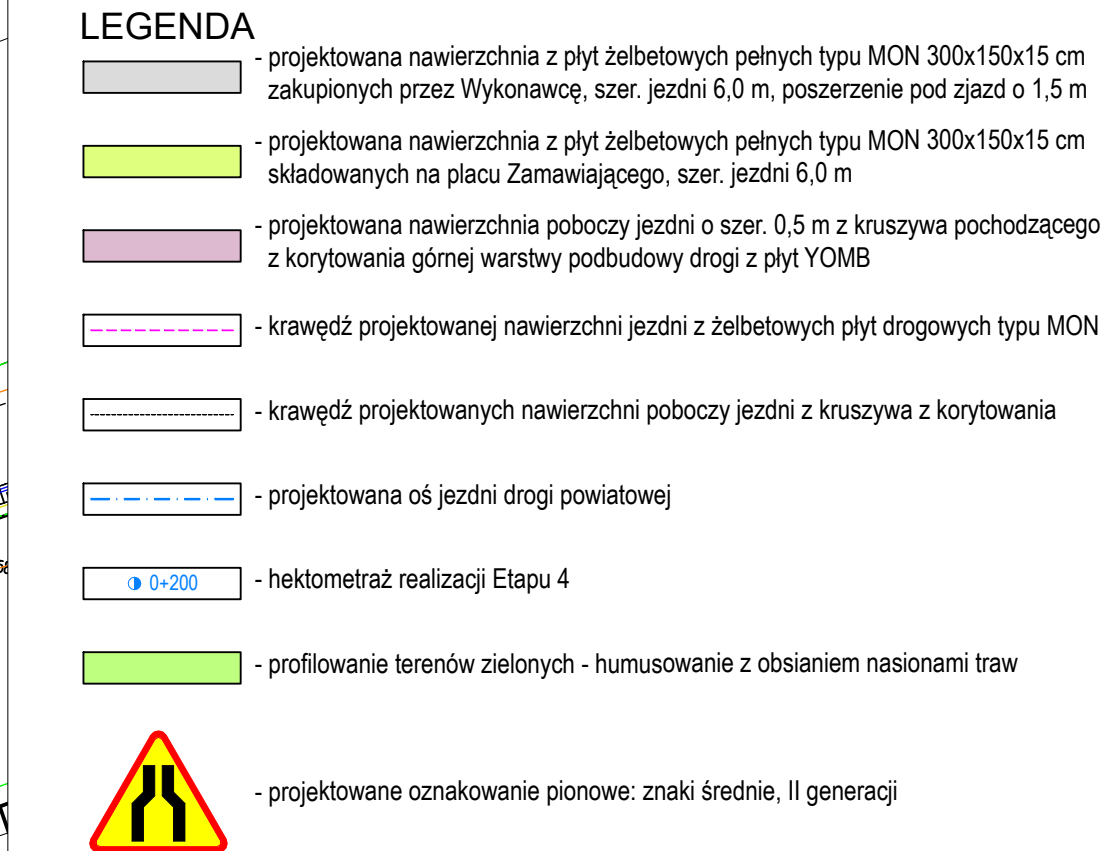 LEGENDA
- projektowana nawierzchnia z płyt żelbetowych pełnych typu MON 300x150x15 cm
zakupionych przez Wykonawcę, szer. jezdni 6,0 m, poszerzenie pod zjazd o 1,5 m
- projektowana nawierzchnia z płyt żelbetowych pełnych typu MON 300x150x15 cm
składowanych na placu Zamawiającego, szer. jezdni 6,0 m
- projektowana nawierzchnia poboczy jezdni o szer. 0,5 m z kruszywa pochodzącego
z korytowania górnej warstwy podbudowy drogi z płyt YOMB
- krawędź projektowanej nawierzchni jezdni z żelbetowych płyt drogowych typu MON
- krawędź projektowanych nawierzchni poboczy jezdni z kruszywa z korytowania
- projektowana oś jezdni drogi powiatowej
0+200 - hektometraż realizacji Etapu 4
- profilowanie terenów zielonych - humusowanie z obsianiem nasionami traw
- projektowane oznakowanie pionowe: znaki średnie, II generacji